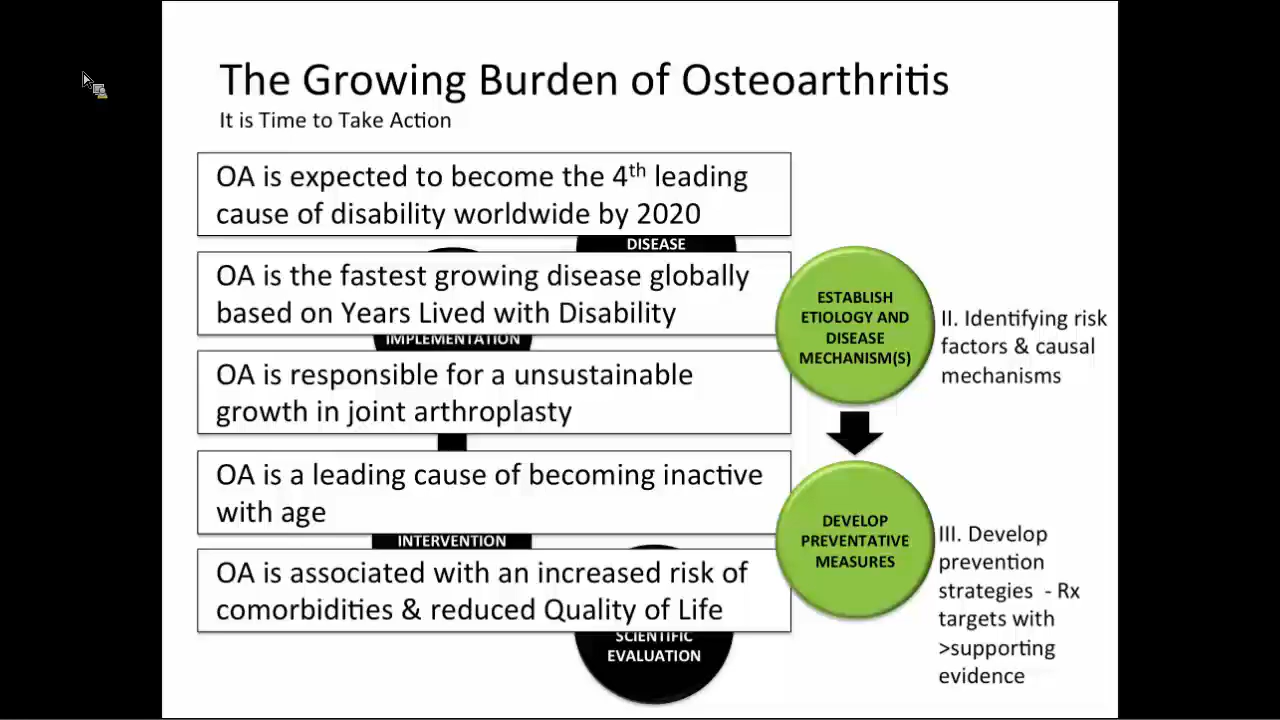 The Growing Burden of Osteoarthritis
It is Time to Take Action
OA is expected to become the 4th leading
cause of disability worldwide by 2020
DISEASE
OA is the fastest growing disease globally
based on Years Lived with Disability
IMPLEMENTATION
OA is responsible for a unsustainable
growth in joint arthroplasty
OA is a leading cause of becoming inactive
with age
INTERVENTION
OA is associated with an increased risk of
comorbidities & reduced Quality of Life
SCIENTIFIC
EVALUATION
ESTABLISH
ETIOLOGY AND
DISEASE
MECHANISM(S)
II. Identifying risk
factors & causal
mechanisms
DEVELOP
PREVENTATIVE
MEASURES
III. Develop
prevention
strategies - Rx
targets with
>supporting
evidence